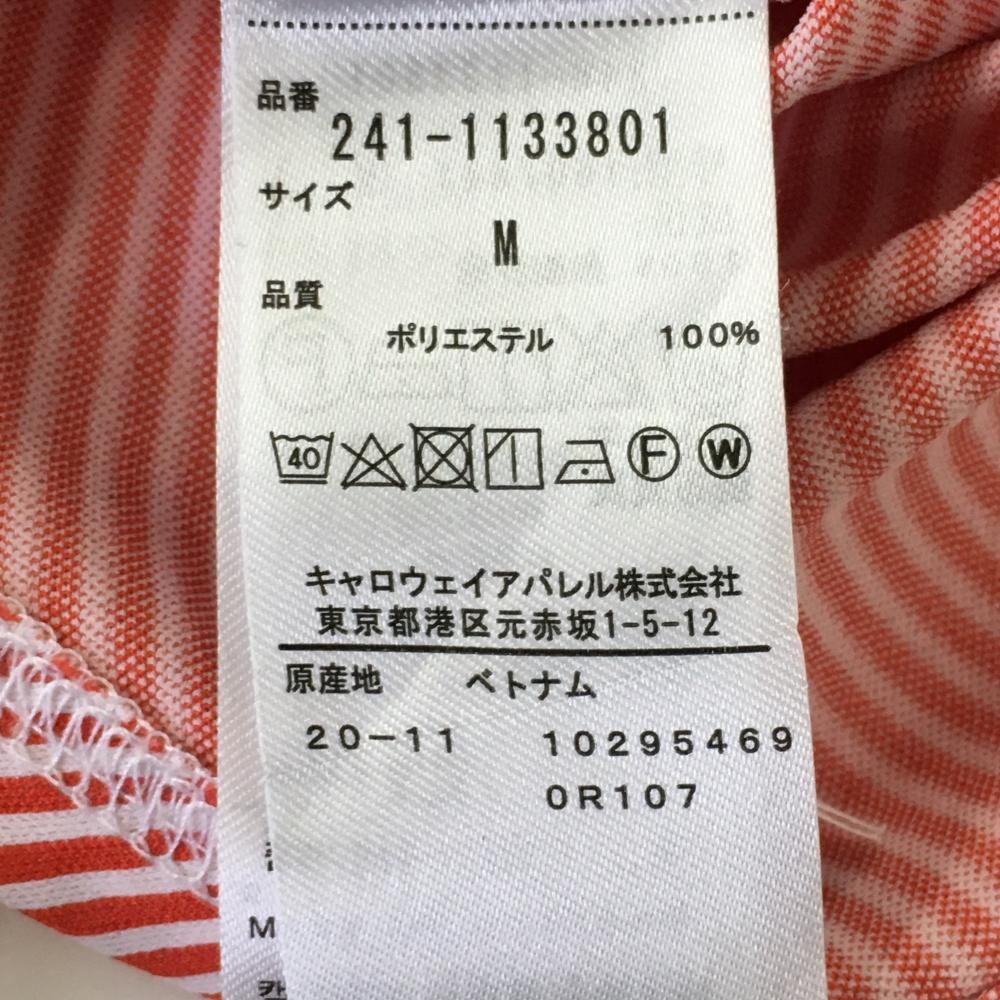 品番
241-1133801
サイズ
M
品質
ポリエステル 100%
40 F W
キャロウェイアパレル株式会社
東京都港区元赤坂1-5-12
原産地 ベトナム
20-11 10295469
0R107
M